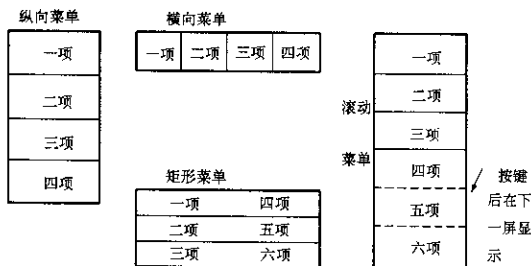 纵向菜单
一项
二项
三项
四项
横向菜单
一项 二项 三项 四项
矩形菜单
一项 四项
二项 五项
三项 六项
滚动
菜单
一项
二项
三项
四项
五项
六项
按键
后在下
一屏显
示